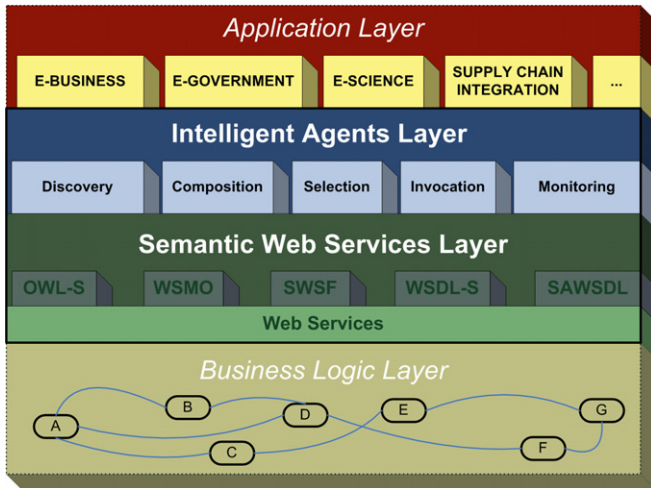 Application Layer
E-BUSINESS
E-GOVERNMENT
E-SCIENCE
SUPPLY CHAIN
INTEGRATION
...
Intelligent Agents Layer
Discovery
Composition
Selection
Invocation
Monitoring
Semantic Web Services Layer
OWL-S
WSMO
SWSF
WSDL-S
SAWSDL
Web Services
Business Logic Layer
A
B
C
D
E
F
G